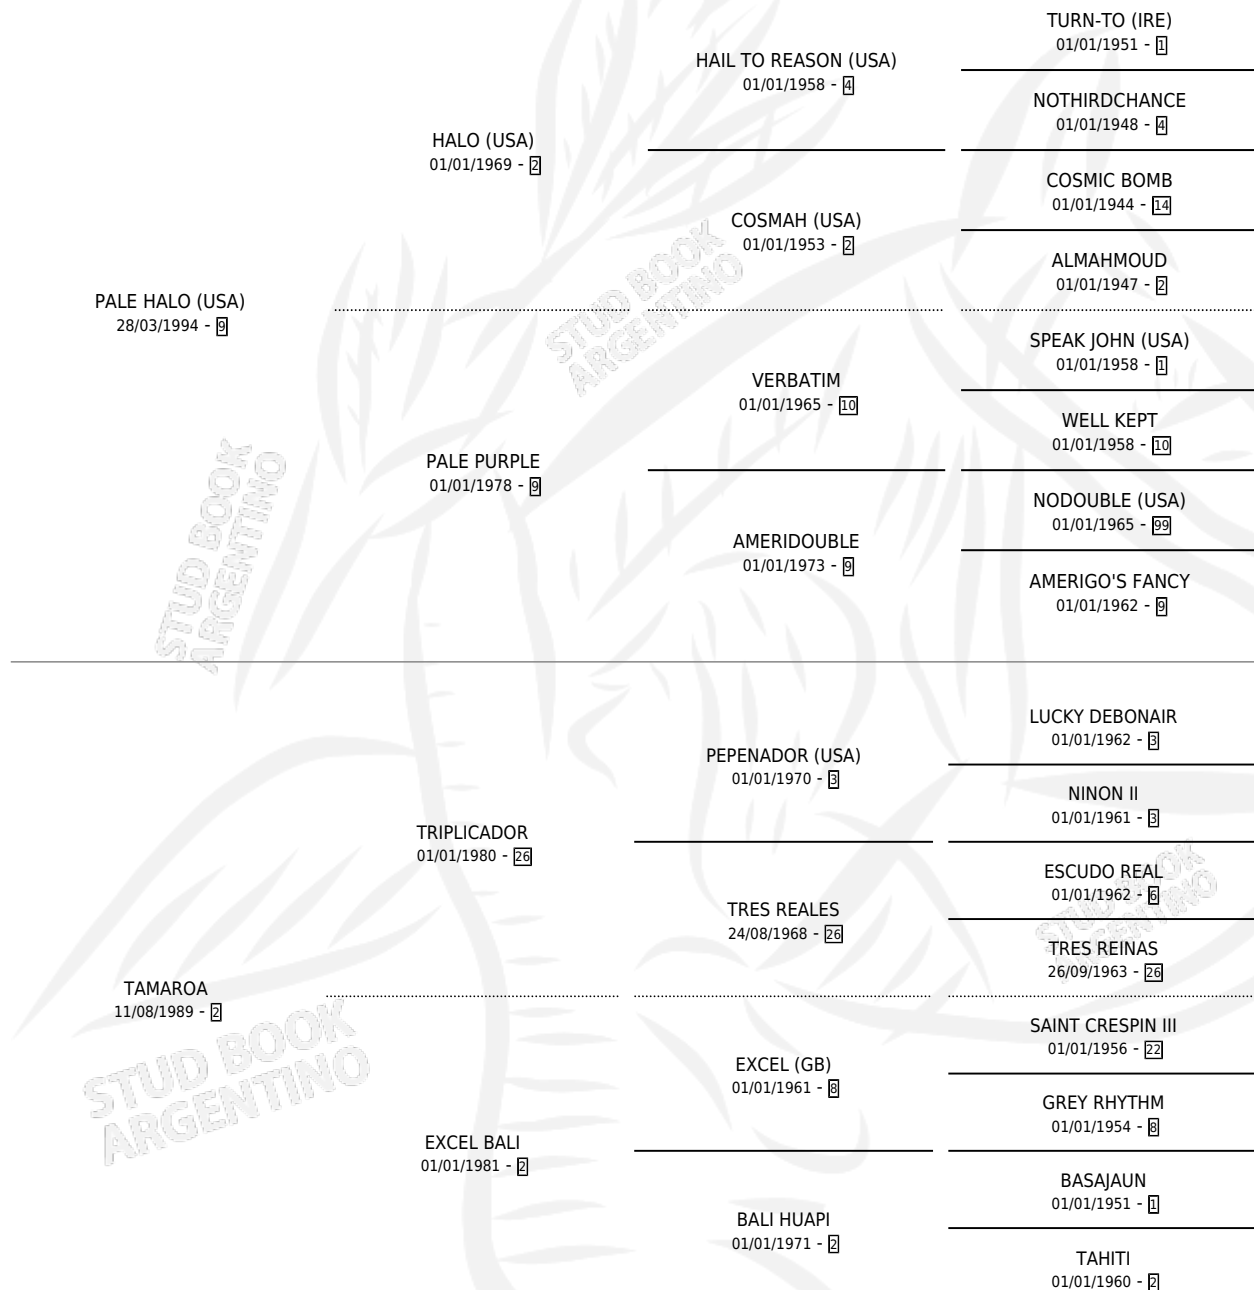 TURN-TO (IRE)
01/01/1951 - 1
HAIL TO REASON (USA)
01/01/1958 - 4
NOTHIRDCHANCE
01/01/1948 - 4
HALO (USA)
01/01/1969 - 2
COSMIC BOMB
01/01/1944 - 14
COSMAH (USA)
01/01/1953 - 2
ALMAHMOUD
01/01/1947 - 2
PALE HALO (USA)
28/03/1994 - 9
SPEAK JOHN (USA)
01/01/1958 - 1
VERBATIM
01/01/1965 - 10
WELL KEPT
01/01/1958 - 10
PALE PURPLE
01/01/1978 - 9
NODOUBLE (USA)
01/01/1965 - 99
AMERIDOUBLE
01/01/1973 - 9
AMERIGO'S FANCY
01/01/1962 - 9
STUD BOOK
ARGENTINO
STUD BOOK
ARGENTINO
LUCKY DEBONAIR
01/01/1962 - 3
PEPENADOR (USA)
01/01/1970 - 3
NINON II
01/01/1961 - 3
TRIPLICADOR
01/01/1980 - 26
ESCUDO REAL
01/01/1962 - 6
TRES REALES
24/08/1968 - 26
TRES REINAS
26/09/1963 - 26
STUD BOOK
ARGENTINO
TAMAROA
11/08/1989 - 2
SAINT CRESPIN III
01/01/1956 - 22
EXCEL (GB)
01/01/1961 - 8
GREY RHYTHM
01/01/1954 - 8
STUD BOOK
ARGENTINO
EXCEL BALI
01/01/1981 - 2
BASAJAUN
01/01/1951 - 1
BALI HUAPI
01/01/1971 - 2
TAHITI
01/01/1960 - 2